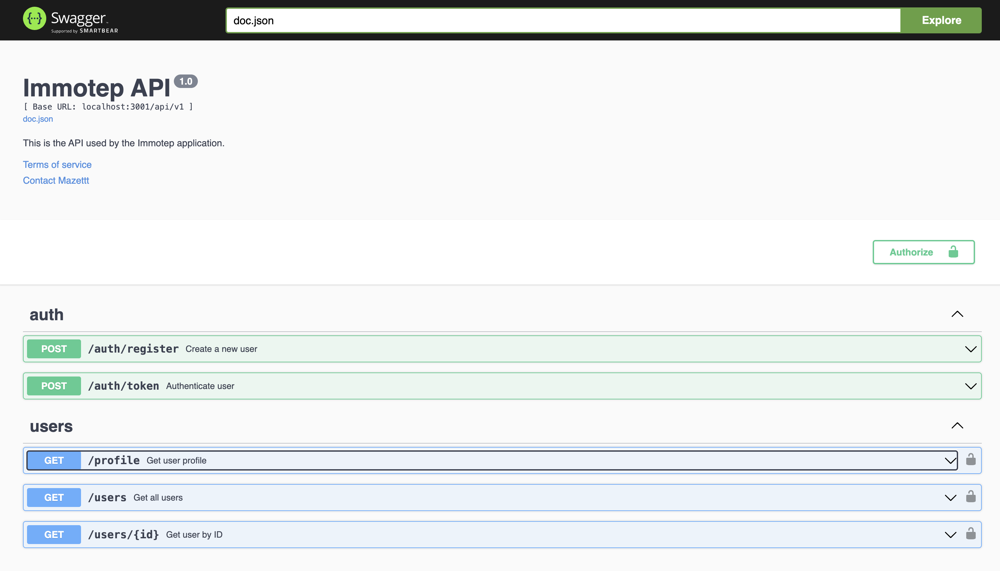 {···} Swagger™
Supported by SMARTBEAR
doc.json
Explore
Immotep API 1.0
[ Base URL: localhost:3001/api/v1 ]
doc.json
This is the API used by the Immotep application.
Terms of service
Contact Mazettt
Authorize
auth
POST /auth/register Create a new user
POST /auth/token Authenticate user
users
GET /profile Get user profile
GET /users Get all users
GET /users/{id} Get user by ID